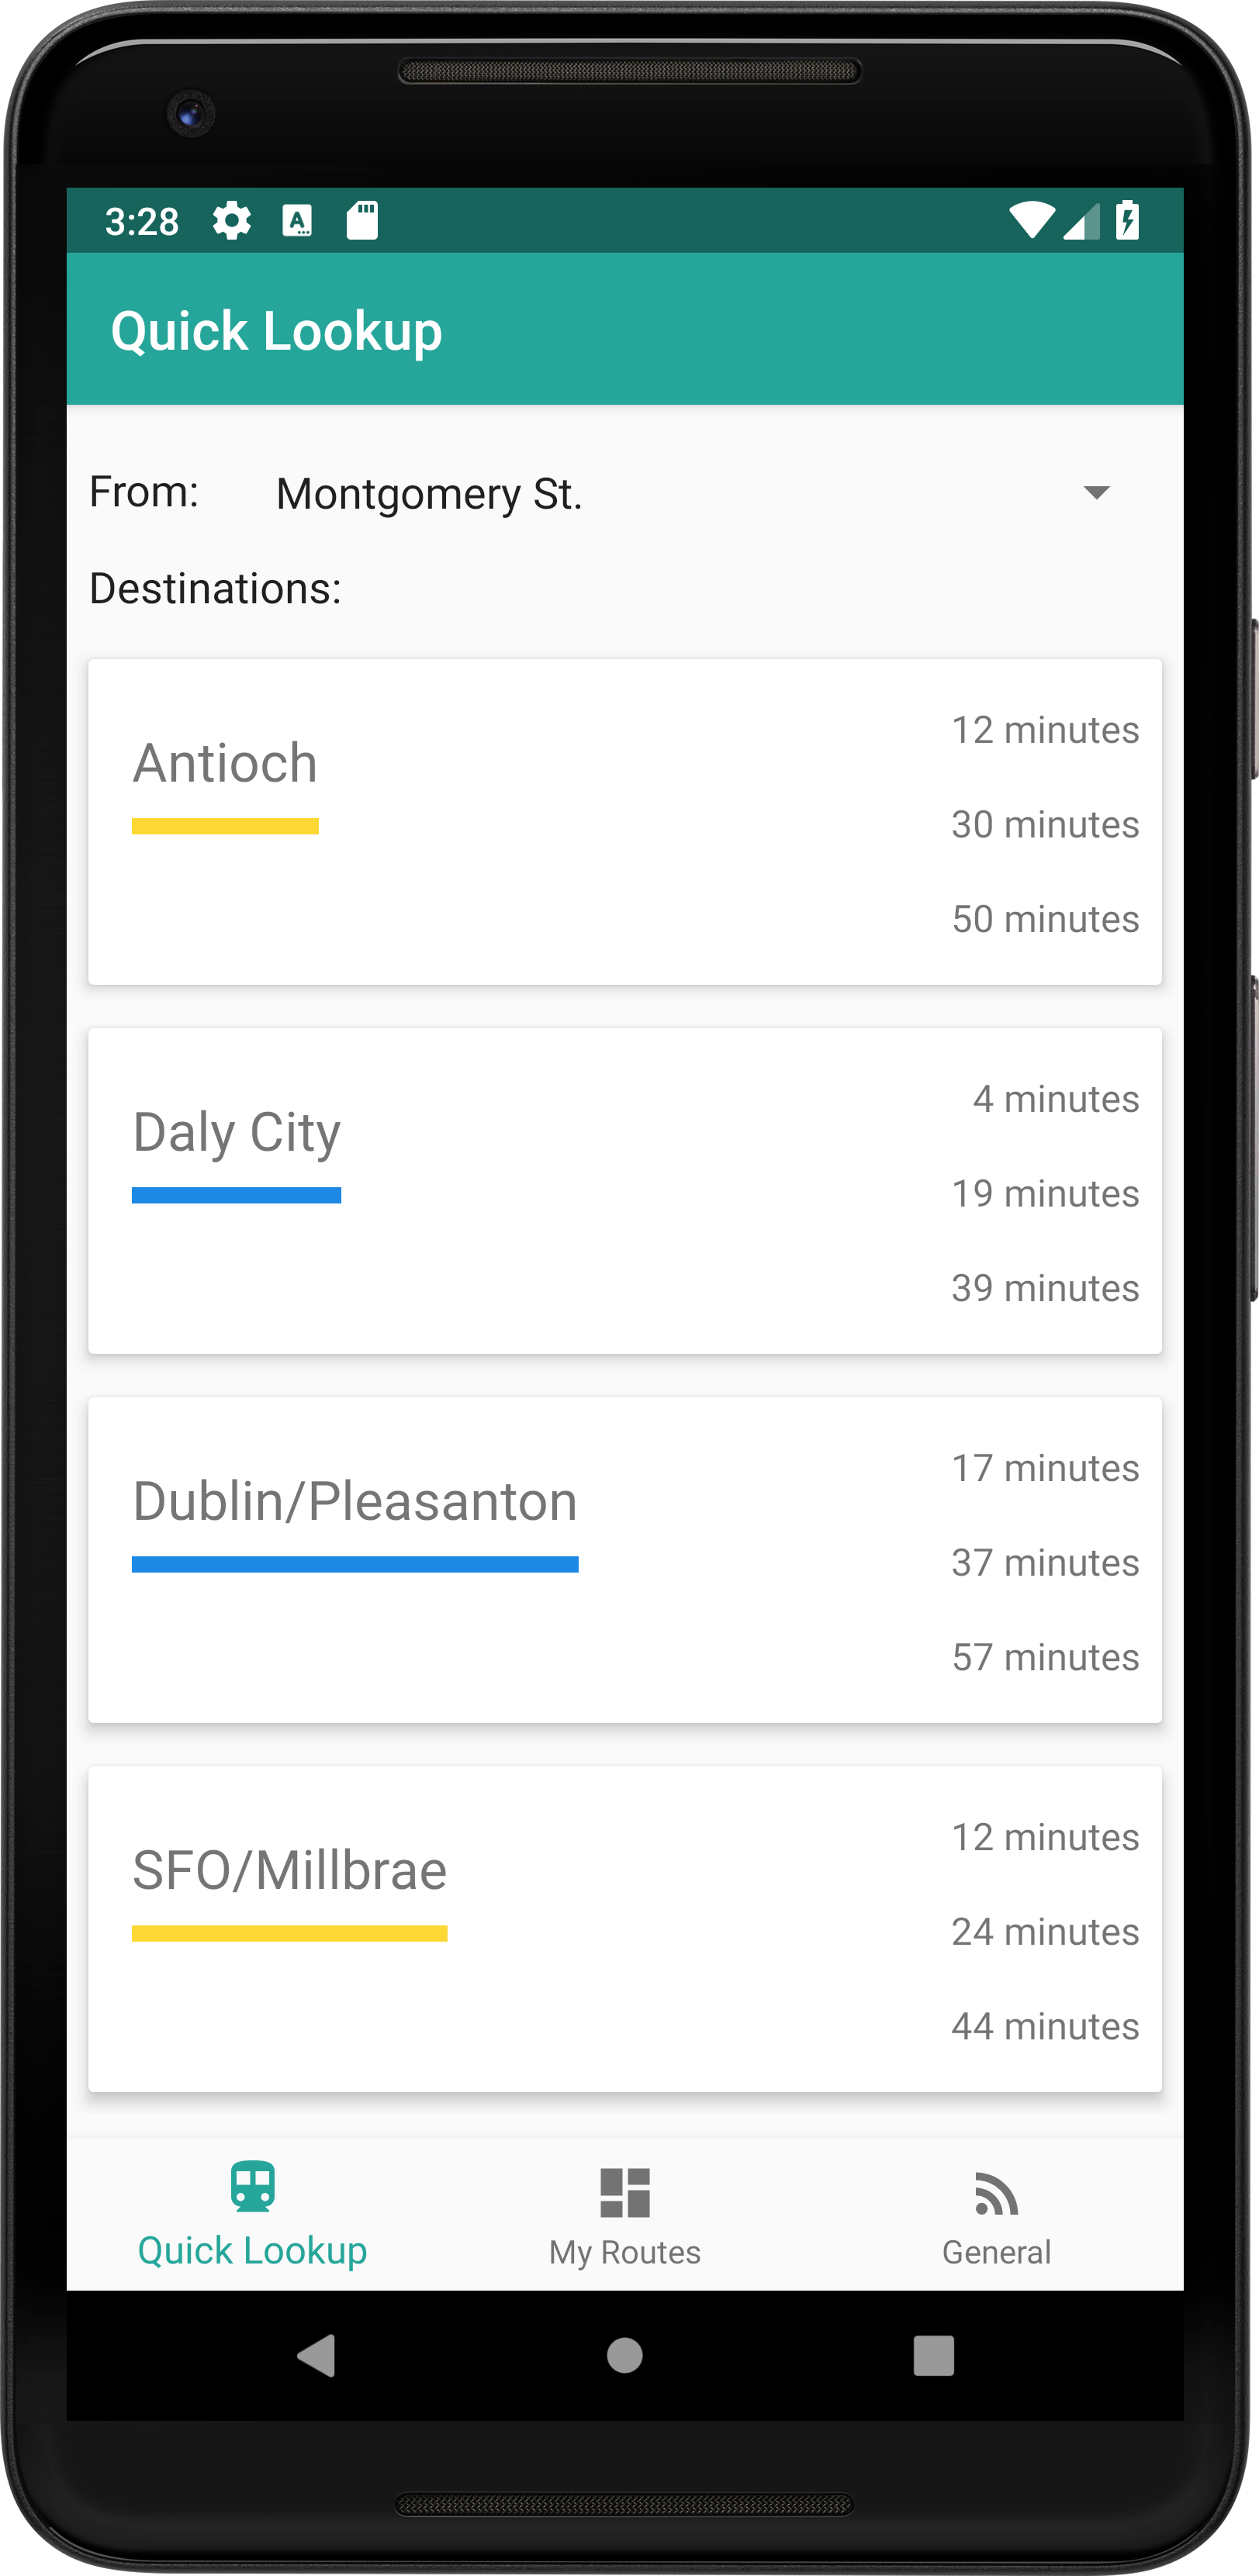 3:28
Quick Lookup
From: Montgomery St.
Destinations:
Antioch
12 minutes
30 minutes
50 minutes
Daly City
4 minutes
19 minutes
39 minutes
Dublin/Pleasanton
17 minutes
37 minutes
57 minutes
SFO/Millbrae
12 minutes
24 minutes
44 minutes
Quick Lookup My Routes General